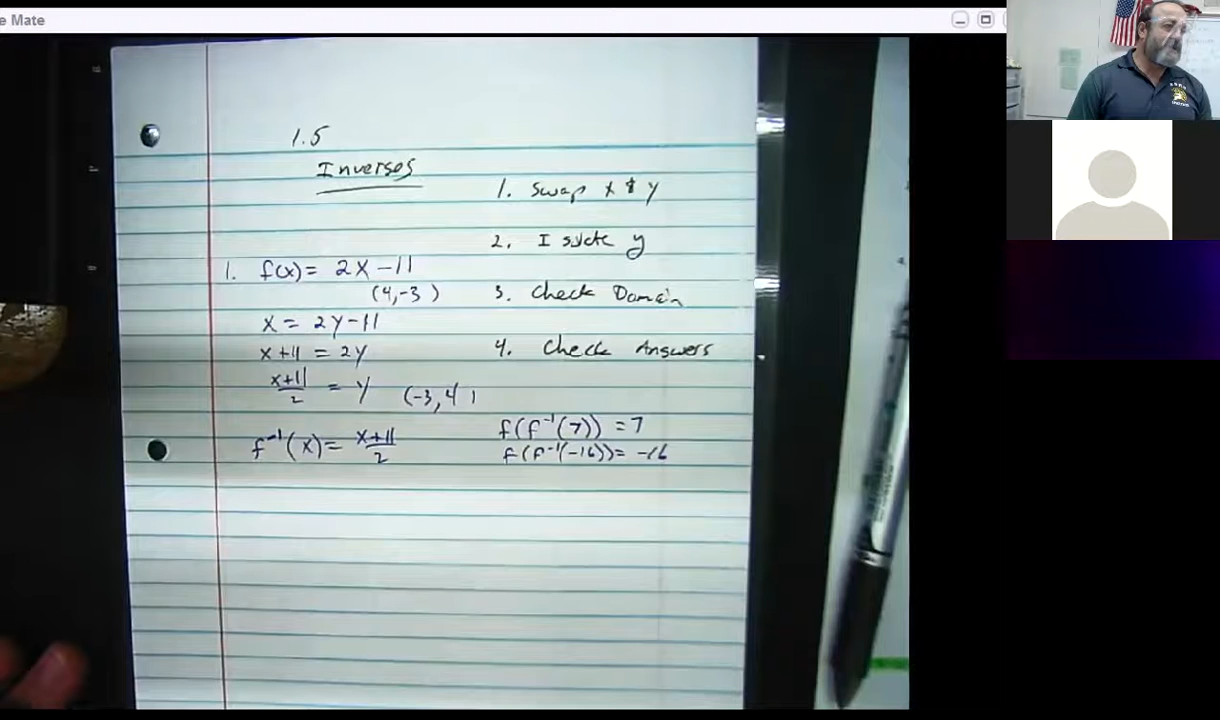 e Mate
1.5
Inverses
1. Swap x & y
2. Isolate y
1. f(x) = 2x - 11
(4, -3)
3. Check Domain
x = 2y - 11
x + 11 = 2y
4. Check Answers
x+11/2 = y (-3, 4)
f(f⁻¹(7)) = 7
f⁻¹(x) = x+11/2
f(f⁻¹(-16)) = -16